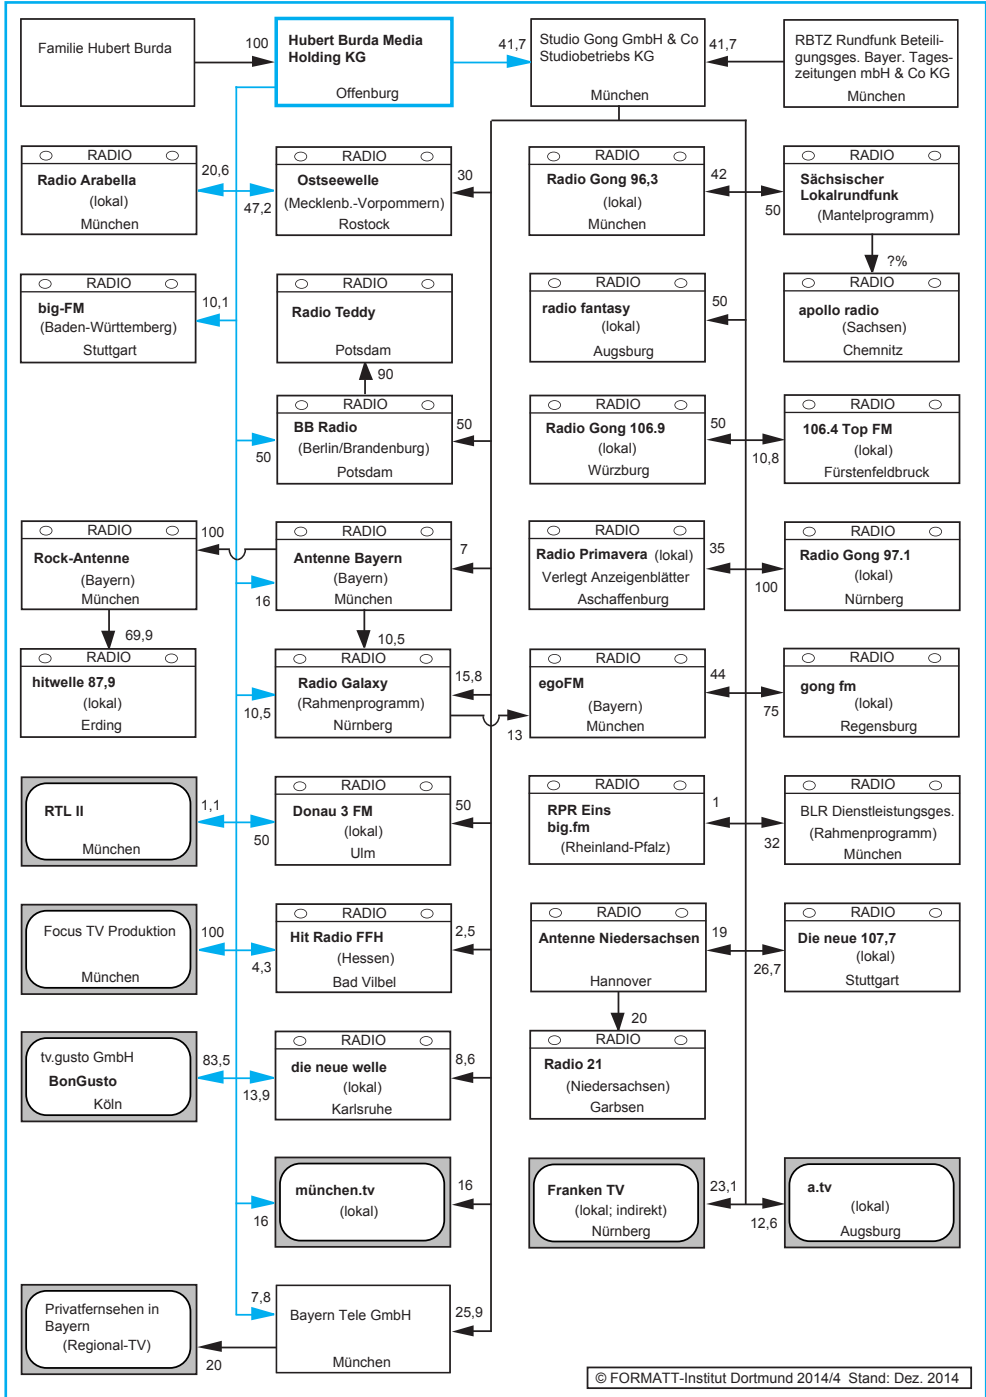 Familie Hubert Burda
100
Hubert Burda Media
Holding KG
Offenburg
41,7
Studio Gong GmbH & Co
Studiobetriebs KG
München
41,7
RBTZ Rundfunk Beteili-
gungsges. Bayer. Tages-
zeitungen mbH & Co KG
München
RADIO
Radio Arabella
(lokal)
München
20,6
47,2
RADIO
Ostseewelle
(Mecklenb.-Vorpommern)
Rostock
30
RADIO
Radio Gong 96,3
(lokal)
München
42
50
RADIO
Sächsischer
Lokalrundfunk
(Mantelprogramm)
?%
RADIO
big-FM
(Baden-Württemberg)
Stuttgart
10,1
RADIO
Radio Teddy
Potsdam
90
RADIO
radio fantasy
(lokal)
Augsburg
50
RADIO
apollo radio
(Sachsen)
Chemnitz
RADIO
BB Radio
(Berlin/Brandenburg)
Potsdam
50
50
RADIO
Radio Gong 106.9
(lokal)
Würzburg
50
10,8
RADIO
106.4 Top FM
(lokal)
Fürstenfeldbruck
RADIO
Rock-Antenne
(Bayern)
München
100
69,9
16
RADIO
Antenne Bayern
(Bayern)
München
7
10,5
RADIO
Radio Primavera (lokal)
Verlegt Anzeigenblätter
Aschaffenburg
35
100
RADIO
Radio Gong 97.1
(lokal)
Nürnberg
RADIO
hitwelle 87,9
(lokal)
Erding
10,5
RADIO
Radio Galaxy
(Rahmenprogramm)
Nürnberg
15,8
13
RADIO
egoFM
(Bayern)
München
44
75
RADIO
gong fm
(lokal)
Regensburg
RTL II
München
1,1
50
RADIO
Donau 3 FM
(lokal)
Ulm
50
RADIO
RPR Eins
big.fm
(Rheinland-Pfalz)
1
32
RADIO
BLR Dienstleistungsges.
(Rahmenprogramm)
München
Focus TV Produktion
München
100
4,3
RADIO
Hit Radio FFH
(Hessen)
Bad Vilbel
2,5
RADIO
Antenne Niedersachsen
Hannover
19
26,7
20
RADIO
Die neue 107,7
(lokal)
Stuttgart
tv.gusto GmbH
BonGusto
Köln
83,5
13,9
RADIO
die neue welle
(lokal)
Karlsruhe
8,6
RADIO
Radio 21
(Niedersachsen)
Garbsen
16
münchen.tv
(lokal)
16
Franken TV
(lokal; indirekt)
Nürnberg
23,1
12,6
a.tv
(lokal)
Augsburg
Privatfernsehen in
Bayern
(Regional-TV)
20
7,8
Bayern Tele GmbH
München
25,9
© FORMATT-Institut Dortmund 2014/4 Stand: Dez. 2014